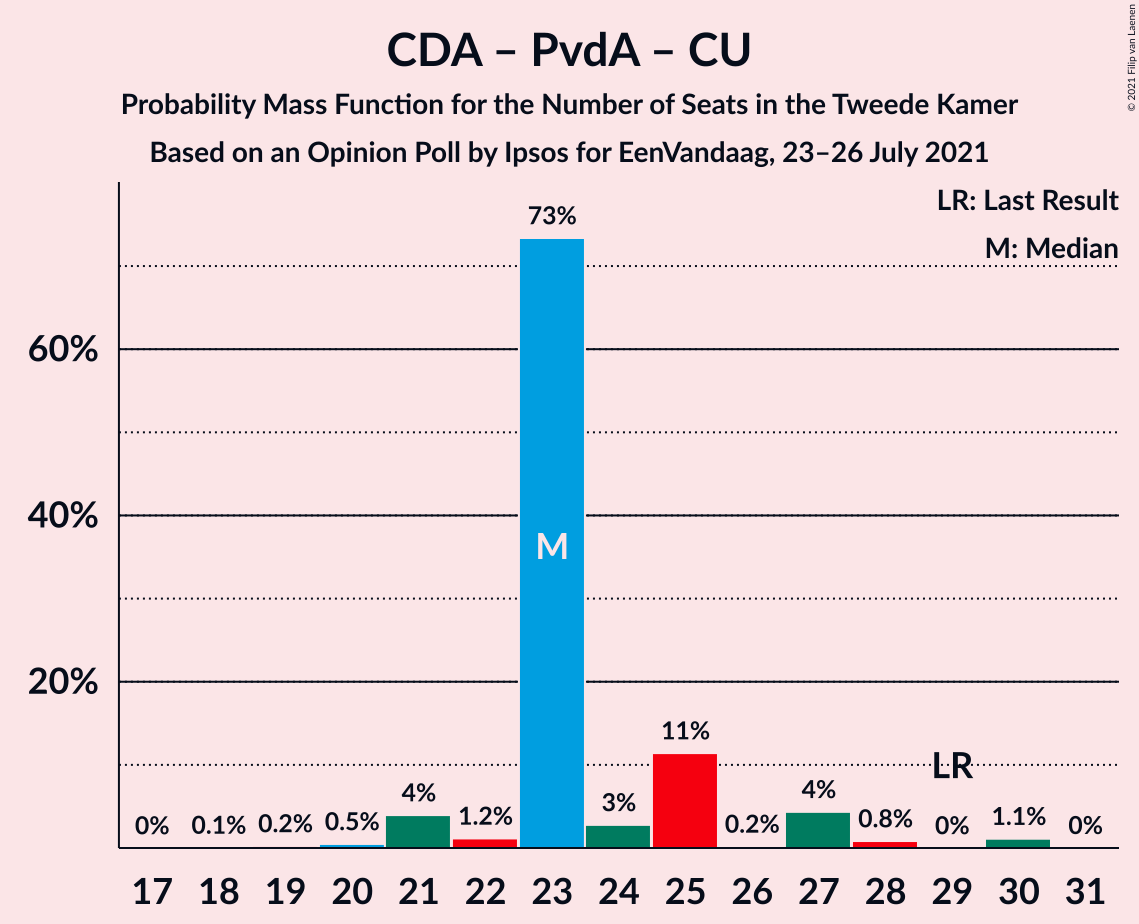 CDA – PvdA – CU
Probability Mass Function for the Number of Seats in the Tweede Kamer
Based on an Opinion Poll by Ipsos for EenVandaag, 23–26 July 2021
© 2021 Filip van Laenen
LR: Last Result
M: Median
60%
40%
20%
0% 0.1% 0.2% 0.5% 4% 1.2% 73% 3% 11% 0.2% 4% 0.8% 0% 1.1% 0%
M
LR
17 18 19 20 21 22 23 24 25 26 27 28 29 30 31